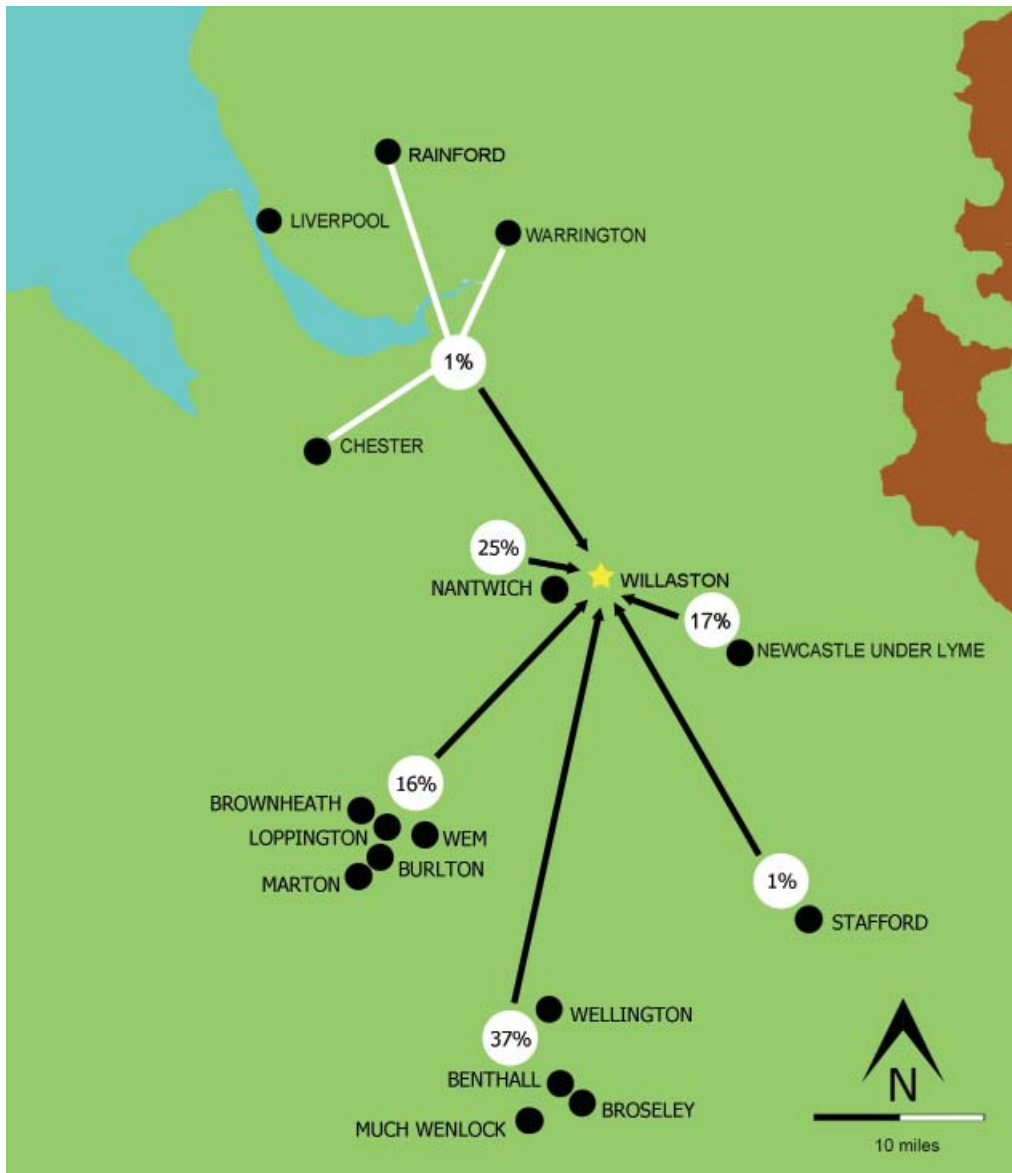 RAINFORD
LIVERPOOL
WARRINGTON
1%
CHESTER
25%
NANTWICH
WILLASTON
17%
NEWCASTLE UNDER LYME
16%
BROWNHEATH
LOPPINGTON
WEM
BURLTON
MARTON
1%
STAFFORD
WELLINGTON
37%
BENTHALL
BROSELEY
MUCH WENLOCK
N
10 miles